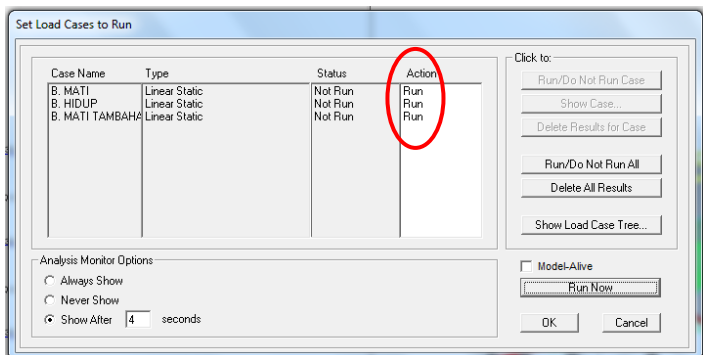 Set Load Cases to Run
Case Name Type Status Action
B. MATI Linear Static Not Run Run
B. HIDUP Linear Static Not Run Run
B. MATI TAMBAHA Linear Static Not Run Run
Click to:
Run/Do Not Run Case
Show Case...
Delete Results for Case
Run/Do Not Run All
Delete All Results
Show Load Case Tree...
Analysis Monitor Options
Always Show
Never Show
Show After 4 seconds
Model-Alive
Run Now
OK Cancel